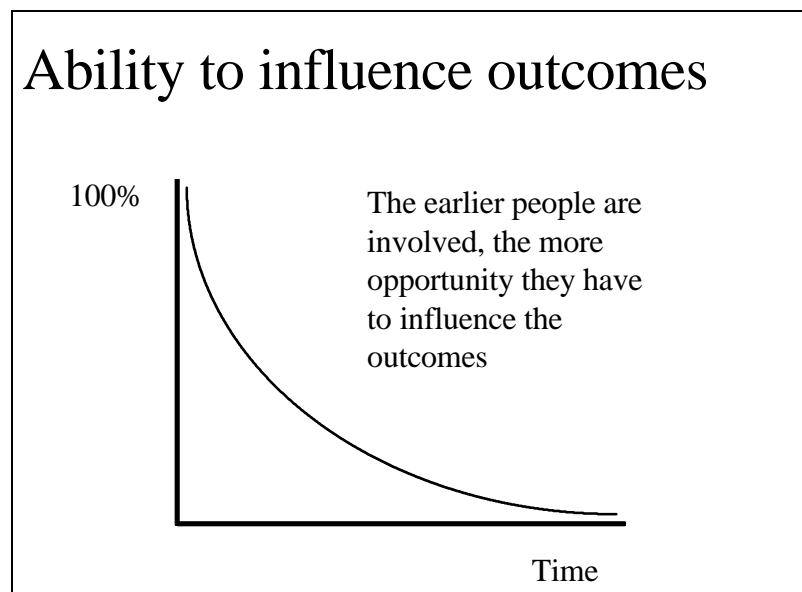 Ability to influence outcomes
100%
The earlier people are
involved, the more
opportunity they have
to influence the
outcomes
Time